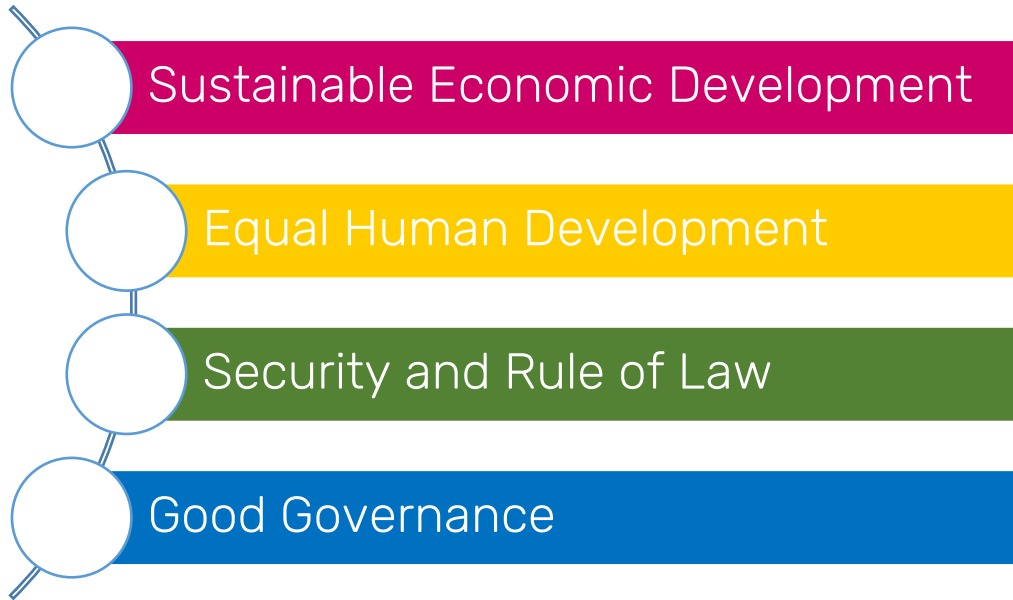 Sustainable Economic Development
Equal Human Development
Security and Rule of Law
Good Governance